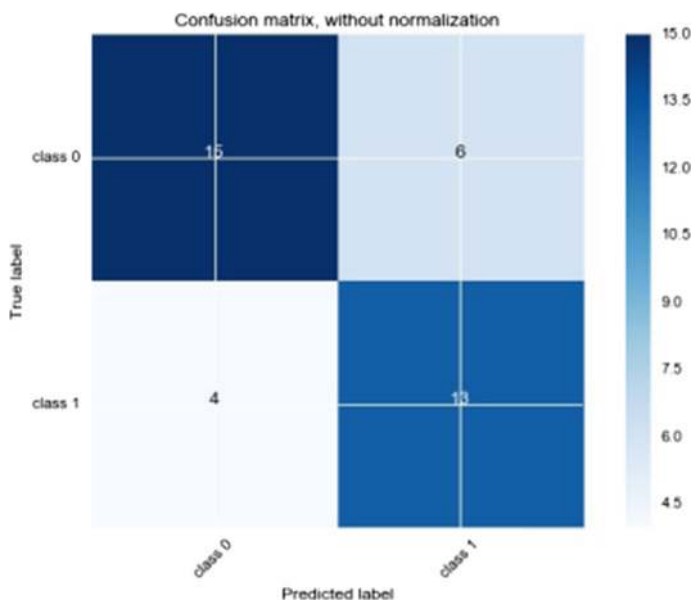 Confusion matrix, without normalization
15.0
13.5
12.0
10.5
9.0
7.5
6.0
4.5
True label
class 0
15
6
class 1
4
13
class 0
class 1
Predicted label